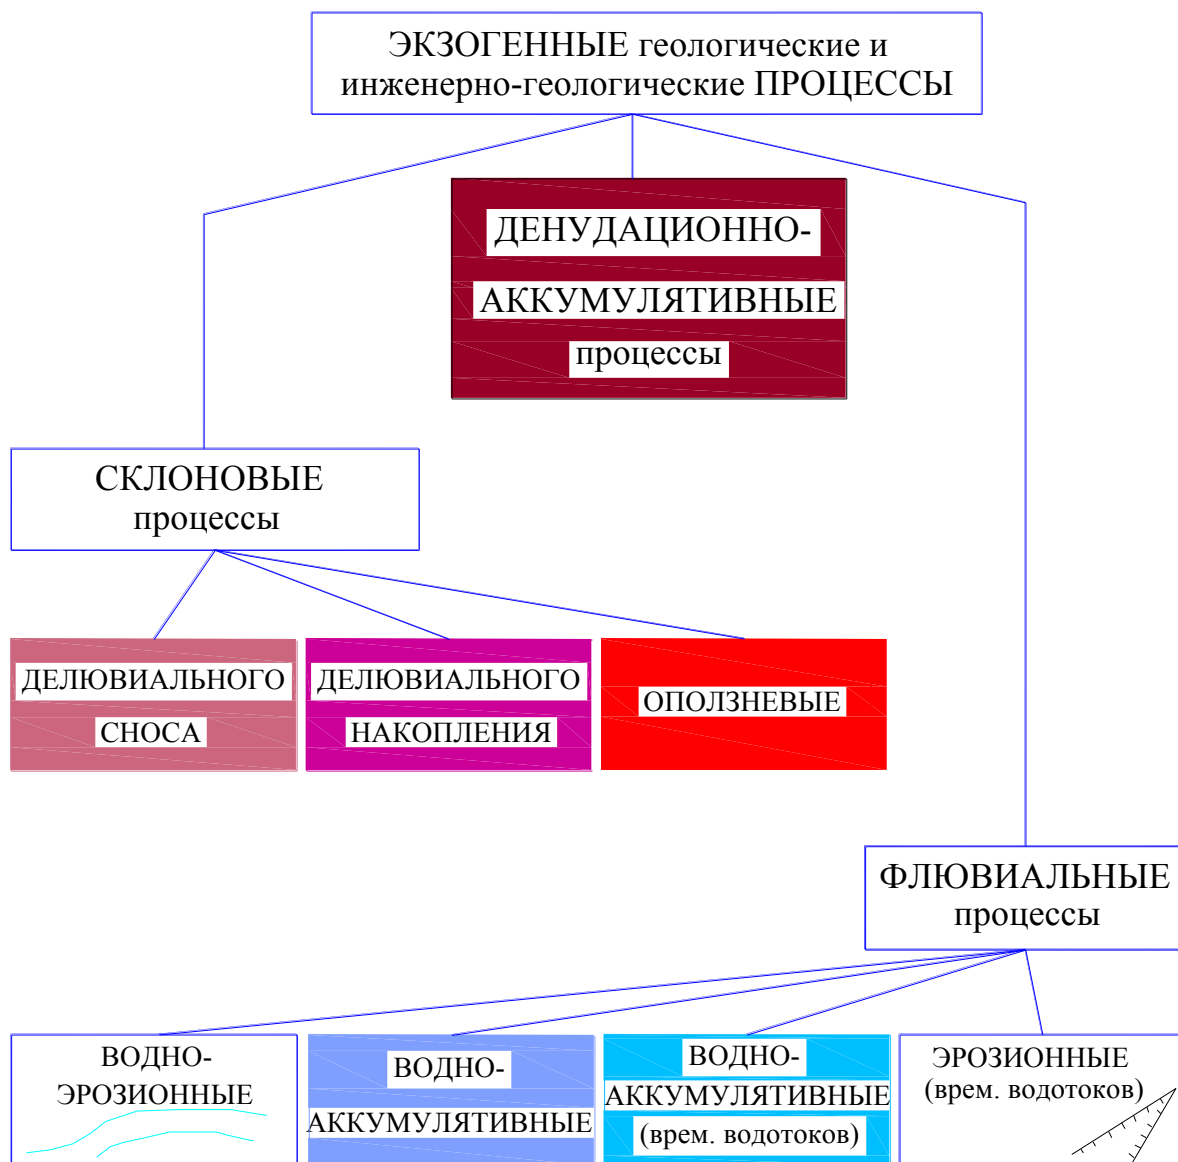 ЭКЗОГЕННЫЕ геологические и
инженерно-геологические ПРОЦЕССЫ
ДЕНУДАЦИОННО-
АККУМУЛЯТИВНЫЕ
процессы
СКЛОНОВЫЕ
процессы
ДЕЛЮВИАЛЬНОГО
СНОСА
ДЕЛЮВИАЛЬНОГО
НАКОПЛЕНИЯ
ОПОЛЗНЕВЫЕ
ФЛЮВИАЛЬНЫЕ
процессы
ВОДНО-
ЭРОЗИОННЫЕ
ВОДНО-
АККУМУЛЯТИВНЫЕ
ВОДНО-
АККУМУЛЯТИВНЫЕ
(врем. водотоков)
ЭРОЗИОННЫЕ
(врем. водотоков)